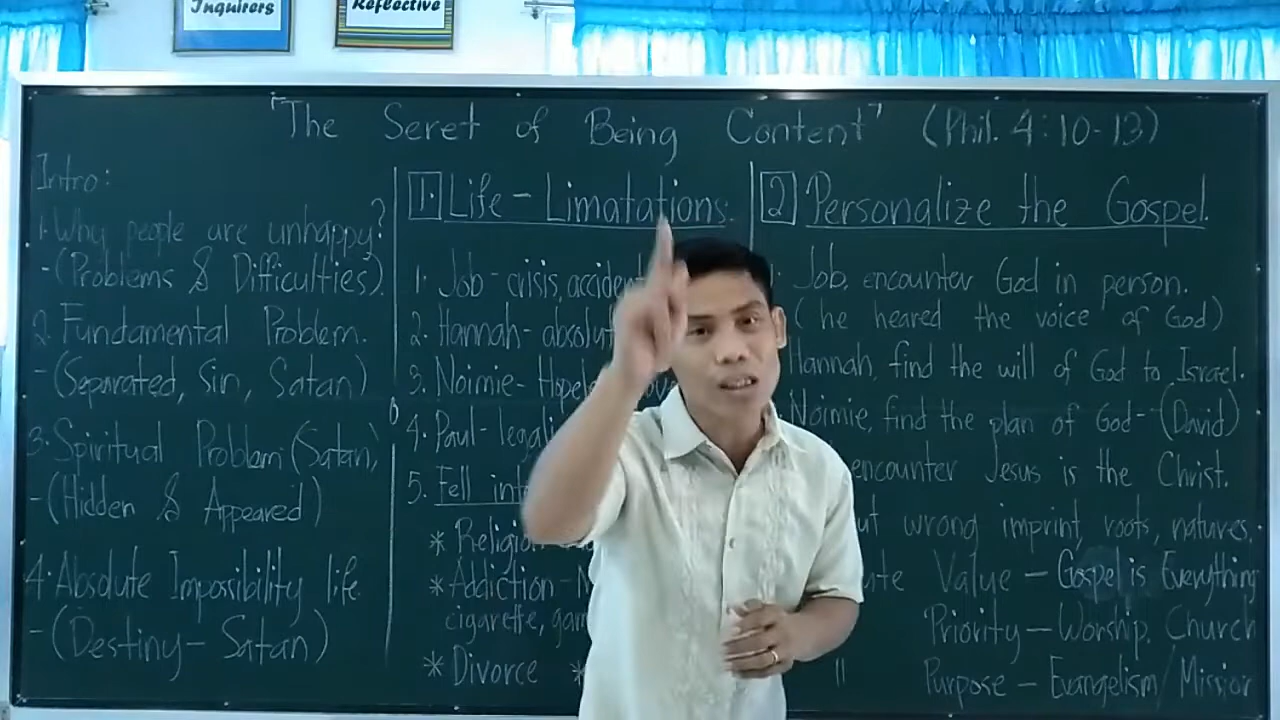 Inquirers
Reflective
"The Seret of Being Content" (Phil. 4:10-13)
Intro:
1. Why people are unhappy?
- (Problems & Difficulties)
2. Fundamental Problem.
- (Separated, Sin, Satan)
3. Spiritual Problem (Satan)
- (Hidden & Appeared)
4. Absolute Impossibility life
- (Destiny - Satan)
1. Life - Limatations.
1. Job - crisis, accident
2. Hannah - absolut
3. Noimie - Hopel
4. Paul - legali
5. Fell int
* Religio
* Addiction - N
cigarette, gam
* Divorce *
2 Personalize the Gospel.
Job, encounter God in person.
( he heared the voice of God)
Hannah, find the will of God to Israel.
Noimie, find the plan of God - (David)
encounter Jesus is the Christ.
ut wrong imprint, roots, natures.
ute Value - Gospel is Everything
Priority - Worship, Church
" Purpose - Evangelism / Mission